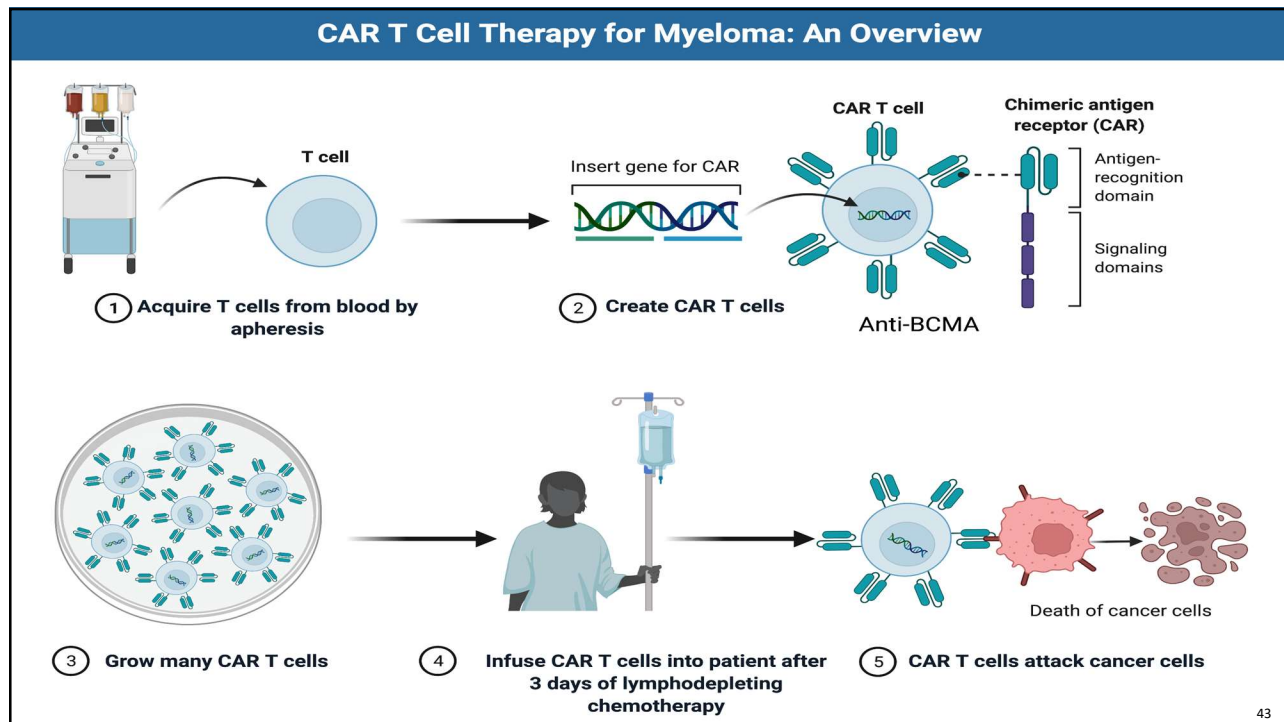 CAR T Cell Therapy for Myeloma: An Overview
T cell
Insert gene for CAR
CAR T cell
Chimeric antigen
receptor (CAR)
Antigen-
recognition
domain
Signaling
domains
1 Acquire T cells from blood by
apheresis
2 Create CAR T cells
Anti-BCMA
Death of cancer cells
3 Grow many CAR T cells
4 Infuse CAR T cells into patient after
3 days of lymphodepleting
chemotherapy
5 CAR T cells attack cancer cells
43